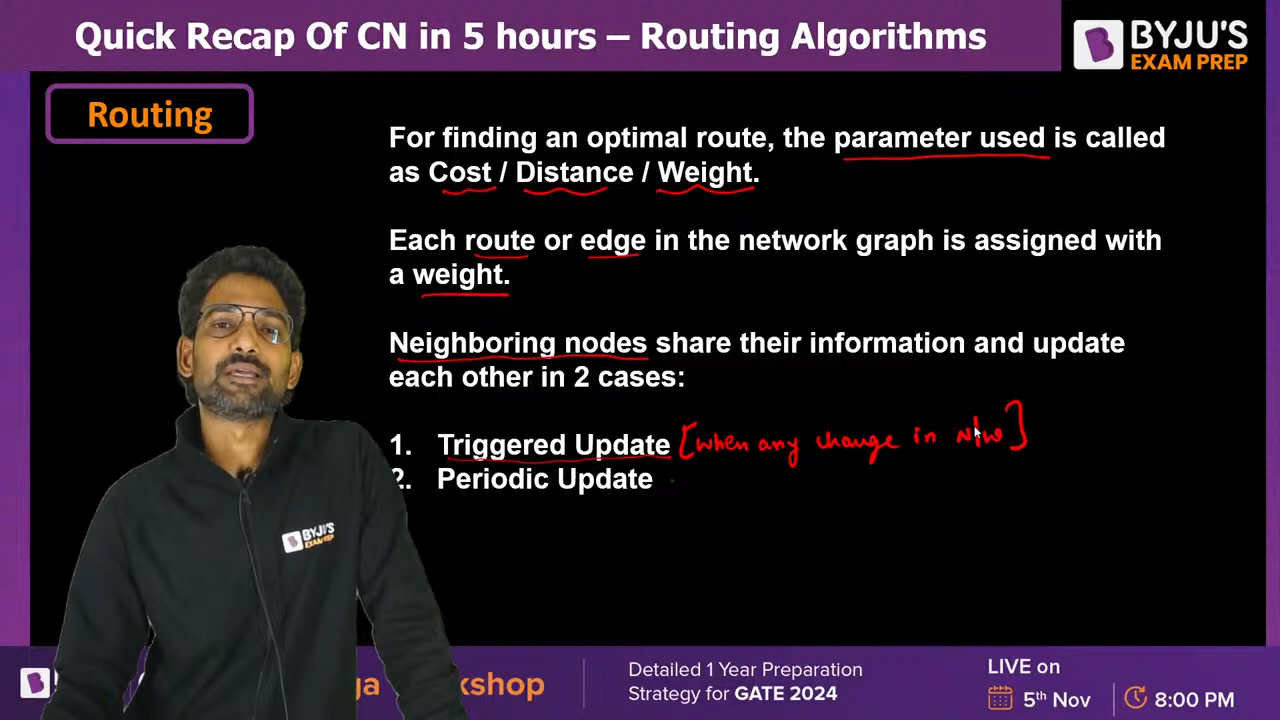 Quick Recap Of CN in 5 hours – Routing Algorithms
BYJU'S
EXAM PREP
Routing
For finding an optimal route, the parameter used is called
as Cost / Distance / Weight.
Each route or edge in the network graph is assigned with
a weight.
Neighboring nodes share their information and update
each other in 2 cases:
1. Triggered Update [when any change in N/W]
2. Periodic Update
BYJU'S
EXAM PREP
Detailed 1 Year Preparation
Strategy for GATE 2024
LIVE on
5th Nov
8:00 PM